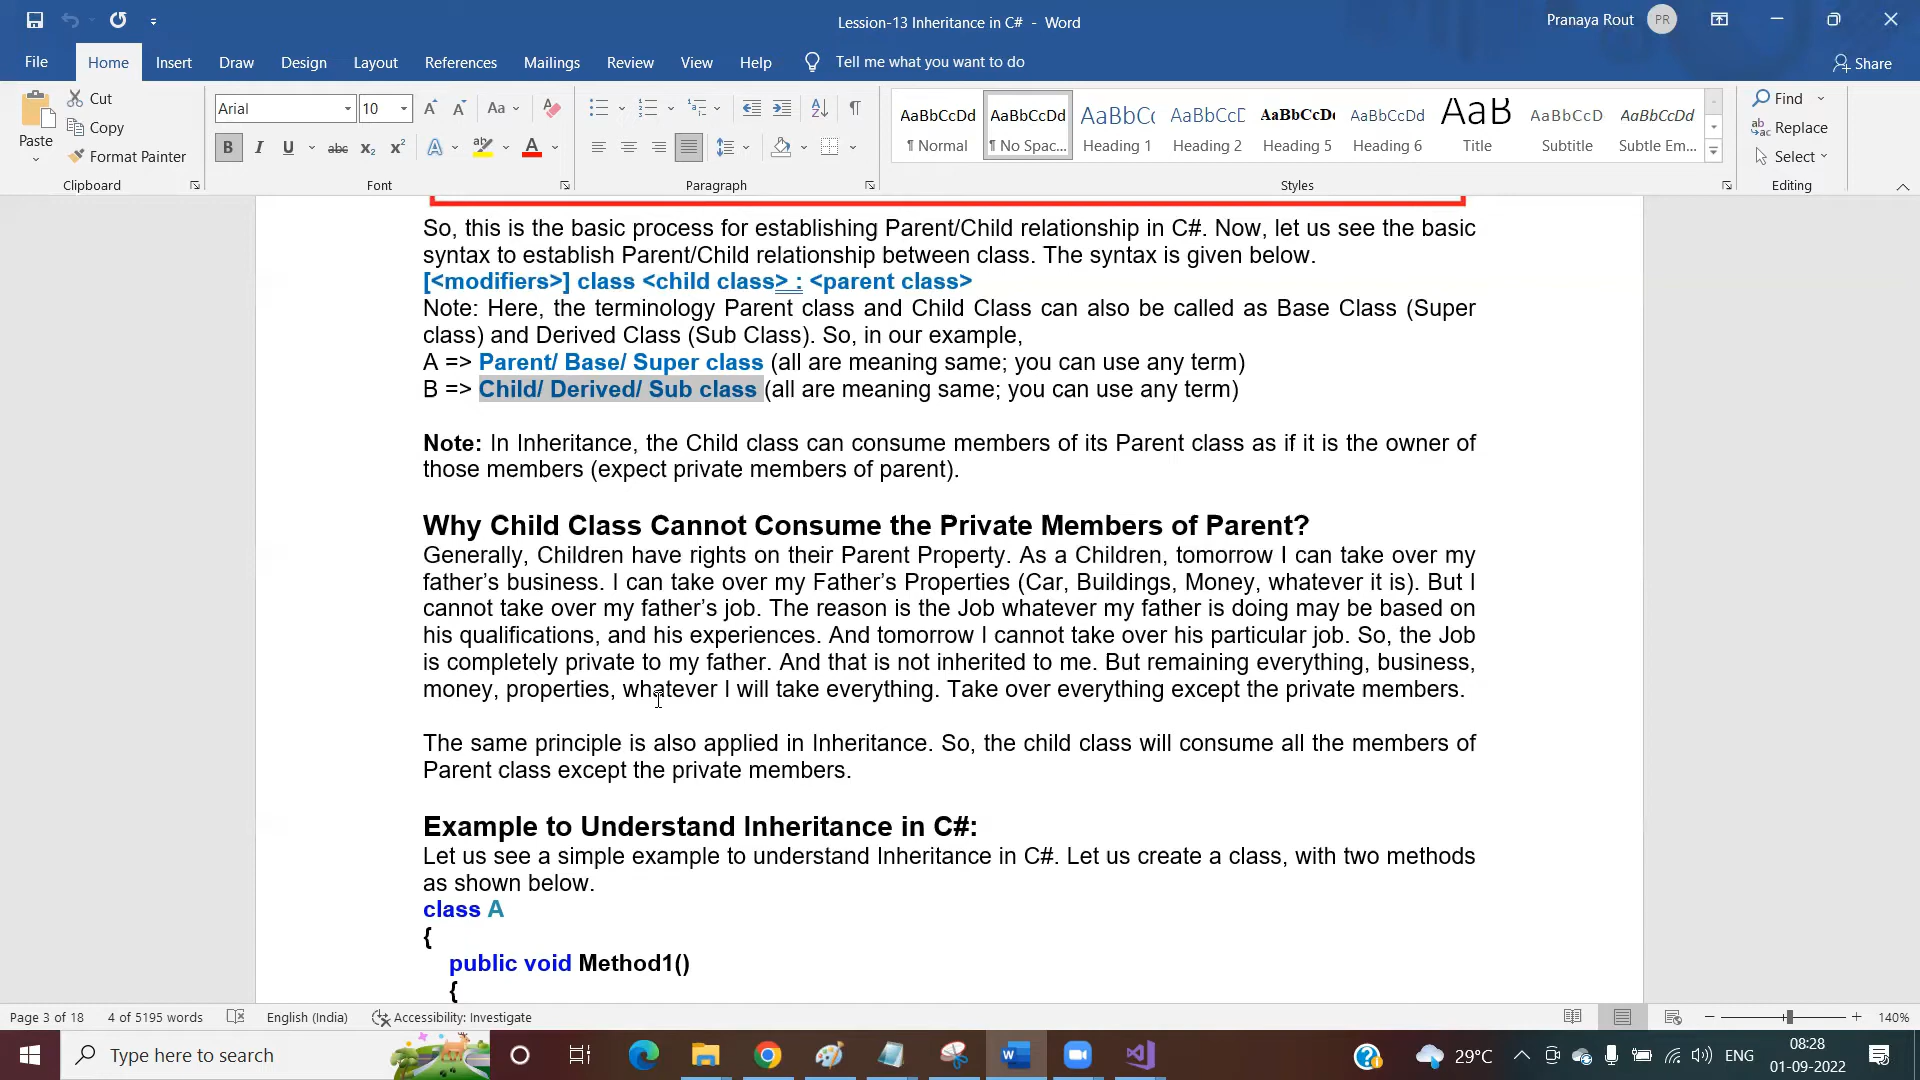 Lession-13 Inheritance in C# - Word
Pranaya Rout PR
File Home Insert Draw Design Layout References Mailings Review View Help Tell me what you want to do Share
Paste
Cut
Copy
Format Painter
Clipboard
Arial 10
Font
Paragraph
AaBbCcDd AaBbCcDd AaBbC( AaBbCcC AaBbCcDc AaBbCcDd AaB AaBbCcD AaBbCcDd
¶ Normal ¶ No Spac... Heading 1 Heading 2 Heading 5 Heading 6 Title Subtitle Subtle Em...
Styles
Find
Replace
Select
Editing
So, this is the basic process for establishing Parent/Child relationship in C#. Now, let us see the basic
syntax to establish Parent/Child relationship between class. The syntax is given below.
[<modifiers>] class <child class> : <parent class>
Note: Here, the terminology Parent class and Child Class can also be called as Base Class (Super
class) and Derived Class (Sub Class). So, in our example,
A => Parent/ Base/ Super class (all are meaning same; you can use any term)
B => Child/ Derived/ Sub class (all are meaning same; you can use any term)
Note: In Inheritance, the Child class can consume members of its Parent class as if it is the owner of
those members (expect private members of parent).
Why Child Class Cannot Consume the Private Members of Parent?
Generally, Children have rights on their Parent Property. As a Children, tomorrow I can take over my
father’s business. I can take over my Father’s Properties (Car, Buildings, Money, whatever it is). But I
cannot take over my father’s job. The reason is the Job whatever my father is doing may be based on
his qualifications, and his experiences. And tomorrow I cannot take over his particular job. So, the Job
is completely private to my father. And that is not inherited to me. But remaining everything, business,
money, properties, whatever I will take everything. Take over everything except the private members.
The same principle is also applied in Inheritance. So, the child class will consume all the members of
Parent class except the private members.
Example to Understand Inheritance in C#:
Let us see a simple example to understand Inheritance in C#. Let us create a class, with two methods
as shown below.
class A
{
public void Method1()
{
Page 3 of 18 4 of 5195 words English (India) Accessibility: Investigate 140%
Type here to search
29°C ENG
08:28
01-09-2022